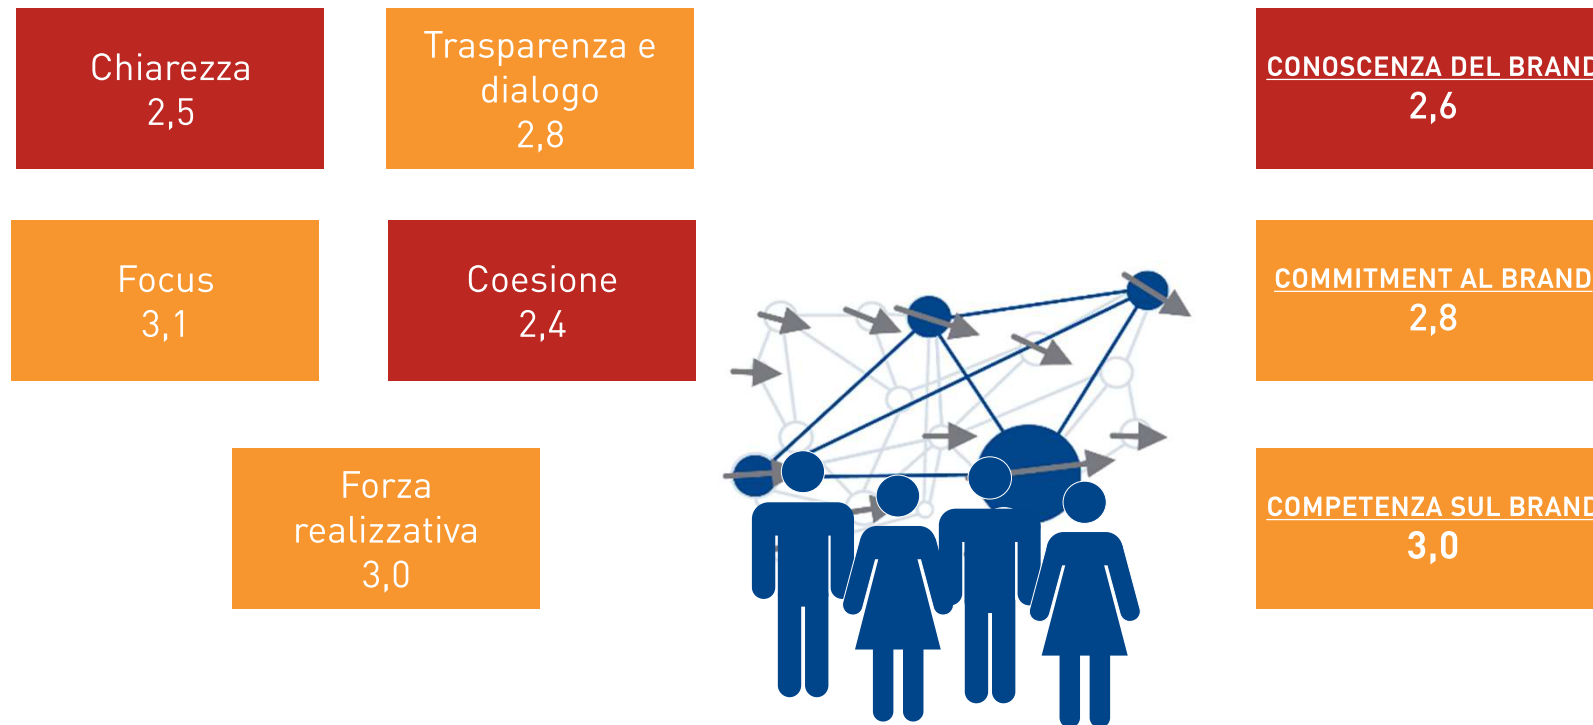 Chiarezza
2,5
Trasparenza e
dialogo
2,8
CONOSCENZA DEL BRAND
2,6
Focus
3,1
Coesione
2,4
COMMITMENT AL BRAND
2,8
Forza
realizzativa
3,0
COMPETENZA SUL BRAND
3,0